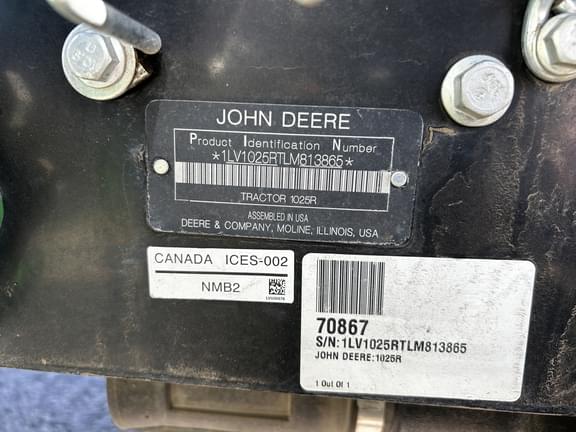 JOHN DEERE
Product Identification Number
*1LV1025RTLM813865*
TRACTOR 1025R
ASSEMBLED IN USA
DEERE & COMPANY, MOLINE, ILLINOIS, USA
CANADA ICES-002
NMB2
70867
S/N:1LV1025RTLM813865
JOHN DEERE:1025R
1 Out Of 1